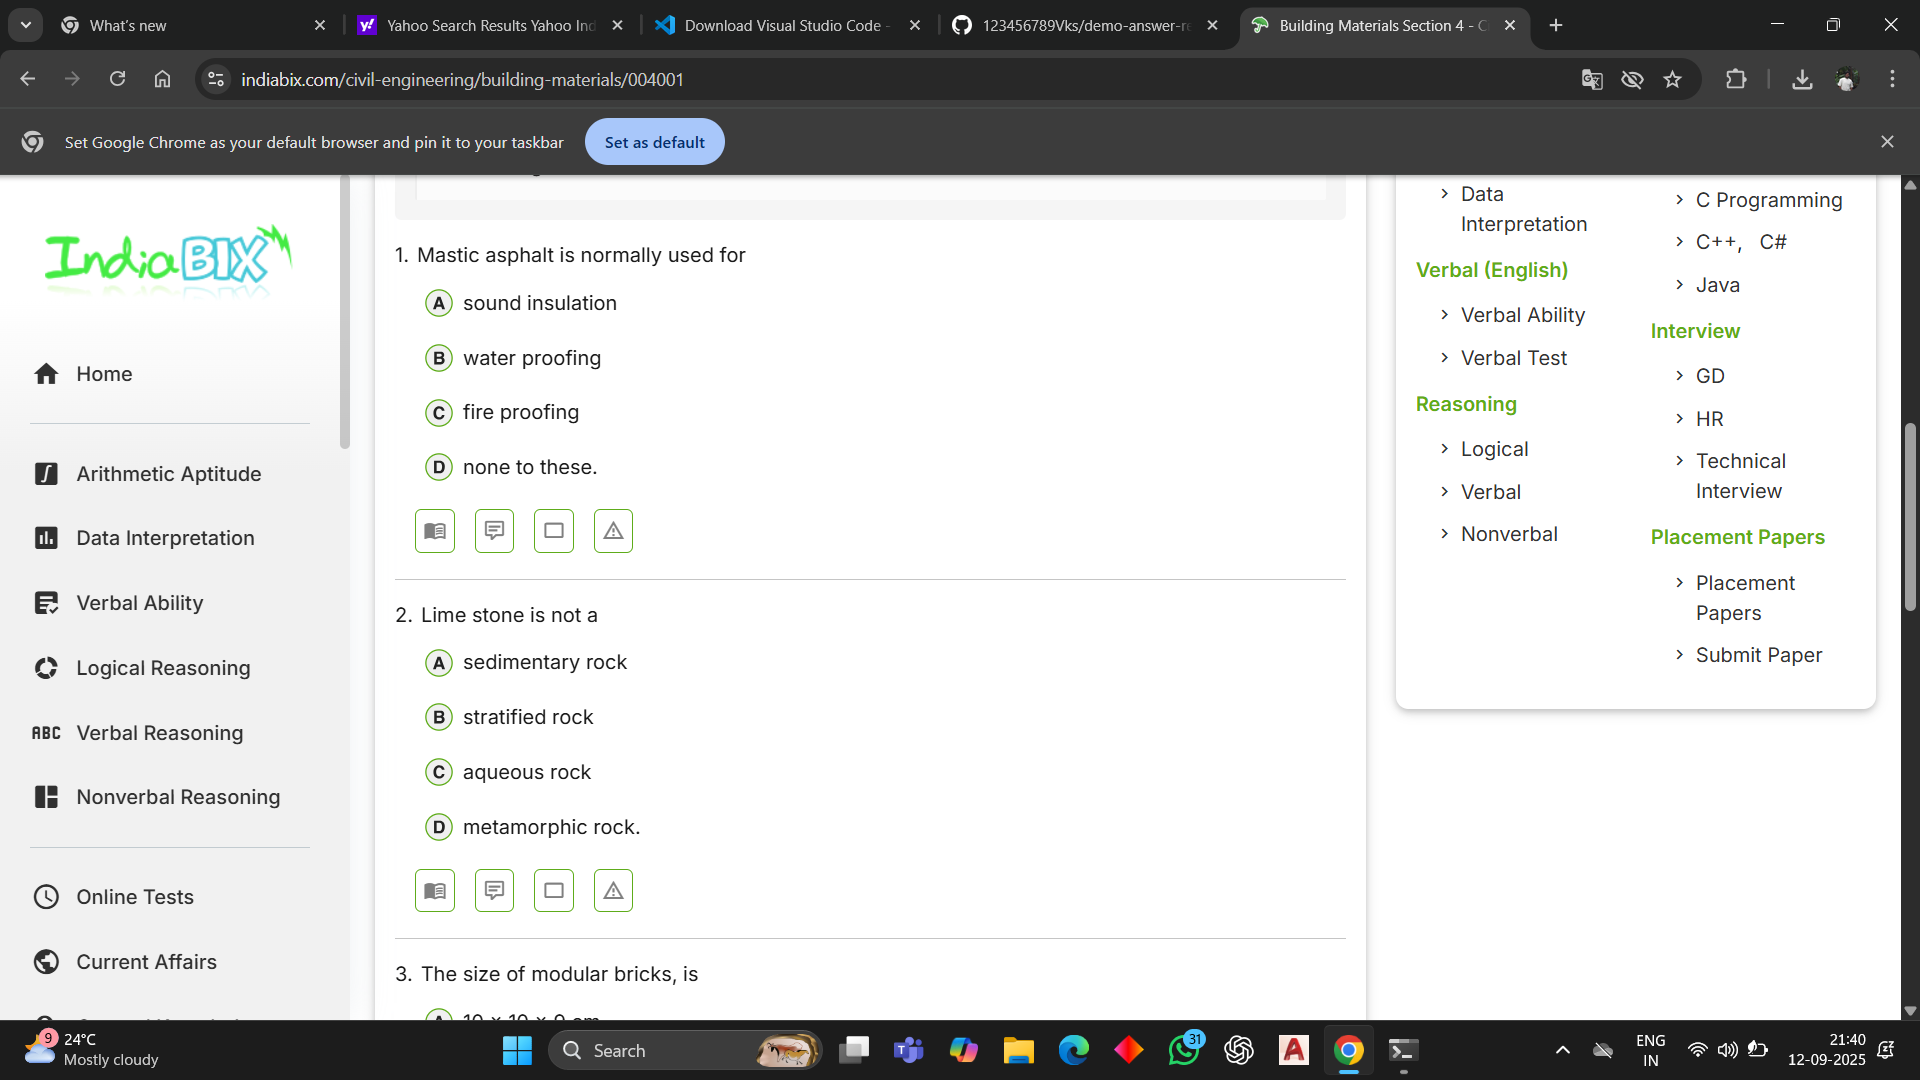 What's new
Yahoo Search Results Yahoo Ind
Download Visual Studio Code -
123456789Vks/demo-answer-re
Building Materials Section 4 - C
indiabix.com/civil-engineering/building-materials/004001
Set Google Chrome as your default browser and pin it to your taskbar
Set as default
IndiaBIX
Home
Arithmetic Aptitude
Data Interpretation
Verbal Ability
Logical Reasoning
ABC Verbal Reasoning
Nonverbal Reasoning
Online Tests
Current Affairs
1. Mastic asphalt is normally used for
A sound insulation
B water proofing
C fire proofing
D none to these.
2. Lime stone is not a
A sedimentary rock
B stratified rock
C aqueous rock
D metamorphic rock.
3. The size of modular bricks, is
Data
Interpretation
Verbal (English)
Verbal Ability
Verbal Test
Reasoning
Logical
Verbal
Nonverbal
C Programming
C++, C#
Java
Interview
GD
HR
Technical
Interview
Placement Papers
Placement
Papers
Submit Paper
9
24°C
Mostly cloudy
Search
31
ENG
IN
21:40
12-09-2025